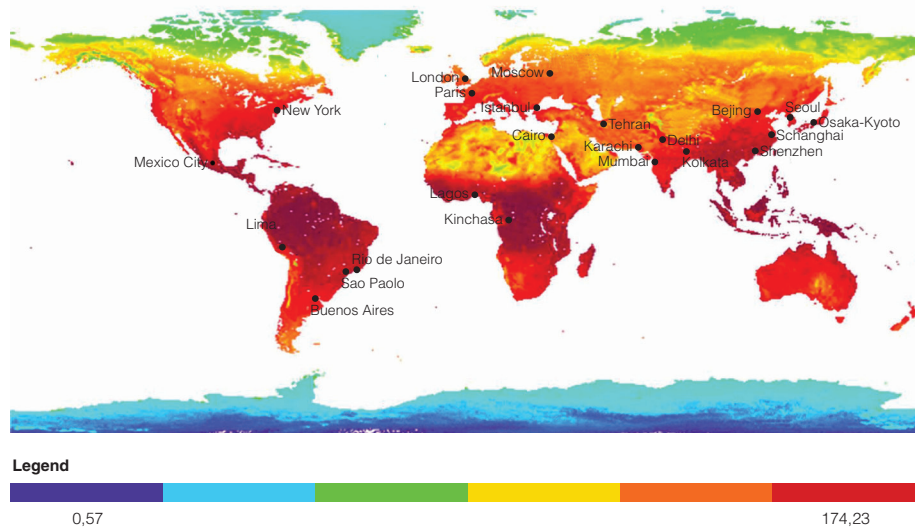 London
Moscow
Paris
Istanbul
New York
Tehran
Bejing
Seoul
Osaka-Kyoto
Cairo
Karachi
Delhi
Schanghai
Mexico City
Mumbai
Kolkata
Shenzhen
Lagos
Kinchasa
Lima
Rio de Janeiro
Sao Paolo
Buenos Aires
Legend
0,57
174,23